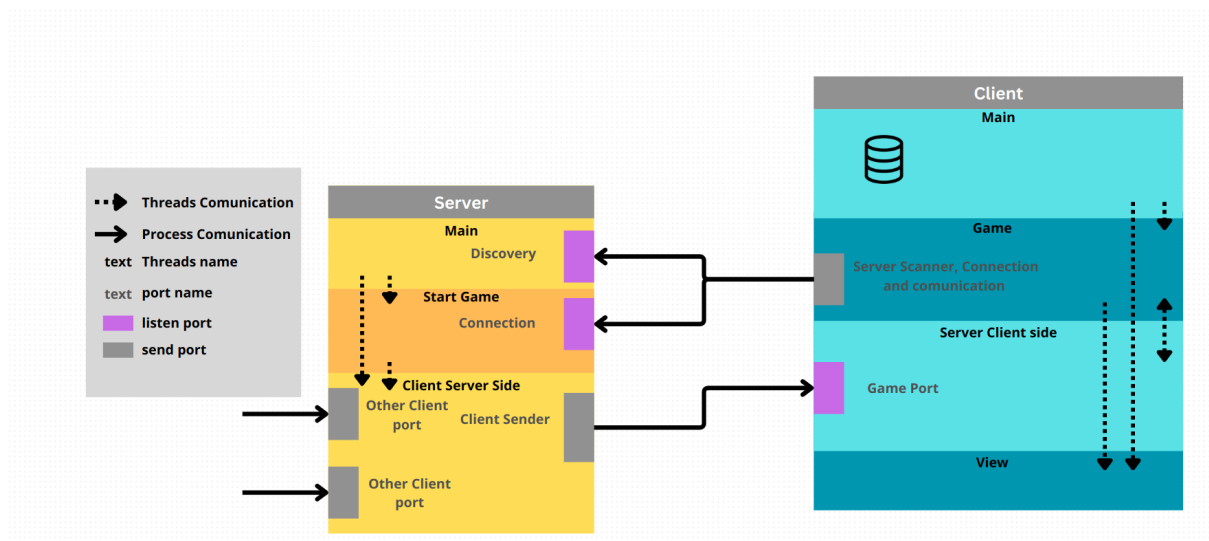 Client
Main
Threads Comunication
Process Comunication
text Threads name
text port name
listen port
send port
Server
Main
Discovery
Start Game
Connection
Client Server Side
Other Client
port
Client Sender
Other Client
port
Game
Server Scanner, Connection
and comunication
Server Client side
Game Port
View